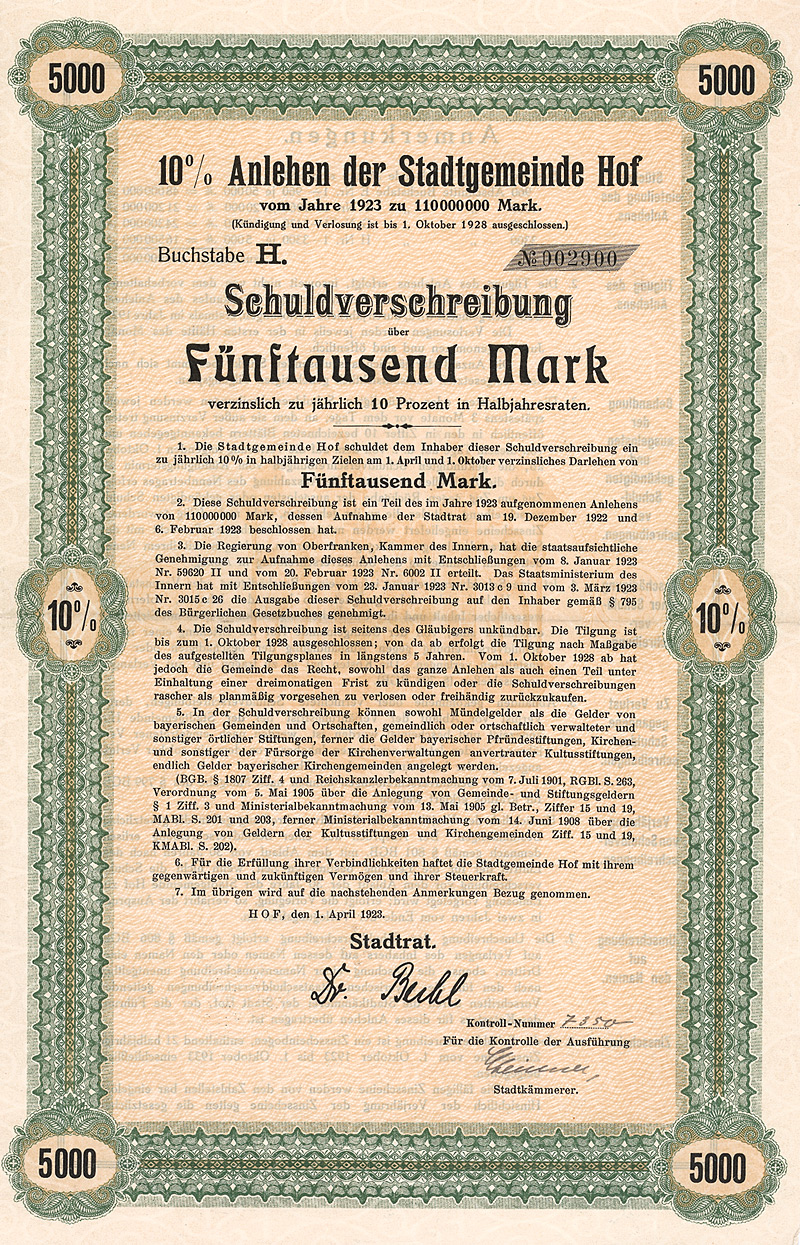 5000 5000
10% Anlehen der Stadtgemeinde Hof
vom Jahre 1923 zu 110000000 Mark.
(Kündigung und Verlosung ist bis 1. Oktober 1928 ausgeschlossen.)
Buchstabe H. № 002900
Schuldverschreibung
über
Fünftausend Mark
verzinslich zu jährlich 10 Prozent in Halbjahresraten.
1. Die Stadtgemeinde Hof schuldet dem Inhaber dieser Schuldverschreibung ein
zu jährlich 10% in halbjährigen Zielen am 1. April und 1. Oktober verzinsliches Darlehen von
Fünftausend Mark.
2. Diese Schuldverschreibung ist ein Teil des im Jahre 1923 aufgenommenen Anlehens
von 110000000 Mark, dessen Aufnahme der Stadtrat am 19. Dezember 1922 und
6. Februar 1923 beschlossen hat.
3. Die Regierung von Oberfranken, Kammer des Innern, hat die staatsaufsichtliche
Genehmigung zur Aufnahme dieses Anlehens mit Entschließungen vom 8. Januar 1923
Nr. 59620 II und vom 20. Februar 1923 Nr. 6002 II erteilt. Das Staatsministerium des
Innern hat mit Entschließungen vom 23. Januar 1923 Nr. 3013 c 9 und vom 3. März 1923
Nr. 3015 c 26 die Ausgabe dieser Schuldverschreibung auf den Inhaber gemäß § 795
des Bürgerlichen Gesetzbuches genehmigt.
10% 10%
4. Die Schuldverschreibung ist seitens des Gläubigers unkündbar. Die Tilgung ist
bis zum 1. Oktober 1928 ausgeschlossen; von da ab erfolgt die Tilgung nach Maßgabe
des aufgestellten Tilgungsplanes in längstens 5 Jahren. Vom 1. Oktober 1928 ab hat
jedoch die Gemeinde das Recht, sowohl das ganze Anlehen als auch einen Teil unter
Einhaltung einer dreimonatigen Frist zu kündigen oder die Schuldverschreibungen
rascher als planmäßig vorgesehen zu verlosen oder freihändig zurückzukaufen.
5. In der Schuldverschreibung können sowohl Mündelgelder als die Gelder von
bayerischen Gemeinden und Ortschaften, gemeindlich oder ortschaftlich verwalteter und
sonstiger örtlicher Stiftungen, ferner die Gelder bayerischer Pfründestiftungen, Kirchen-
und sonstiger der Fürsorge der Kirchenverwaltungen anvertrauter Kultusstiftungen,
endlich Gelder bayerischer Kirchengemeinden angelegt werden.
(BGB. § 1807 Ziff. 4 und Reichskanzlerbekanntmachung vom 7. Juli 1901, RGBl. S. 263,
Verordnung vom 5. Mai 1905 über die Anlegung von Gemeinde- und Stiftungsgeldern
§ 1 Ziff. 3 und Ministerialbekanntmachung vom 13. Mai 1905 gl. Betr., Ziffer 15 und 19,
MABl. S. 201 und 203, ferner Ministerialbekanntmachung vom 14. Juni 1908 über die
Anlegung von Geldern der Kultusstiftungen und Kirchengemeinden Ziff. 15 und 19,
KMABl. S. 202).
6. Für die Erfüllung ihrer Verbindlichkeiten haftet die Stadtgemeinde Hof mit ihrem
gegenwärtigen und zukünftigen Vermögen und ihrer Steuerkraft.
7. Im übrigen wird auf die nachstehenden Anmerkungen Bezug genommen.
HOF, den 1. April 1923.
Stadtrat.
Dr.
Kontroll-Nummer 7350
Für die Kontrolle der Ausführung
Stadtkämmerer.
5000 5000